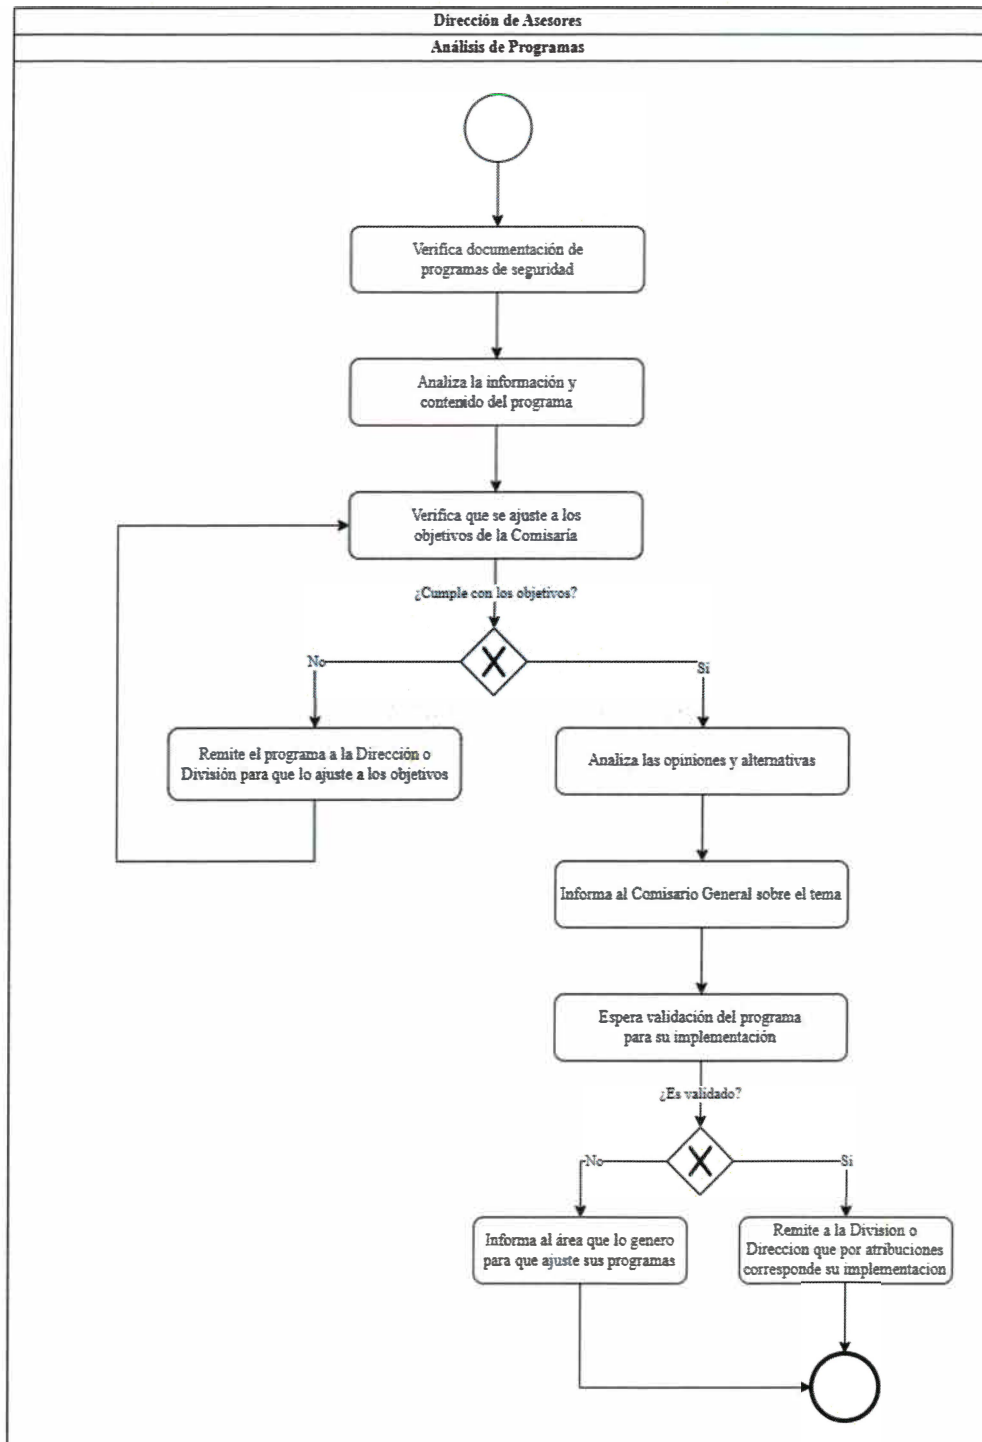 Dirección de Asesores
Análisis de Programas
Verifica documentación de
programas de seguridad
Analiza la información y
contenido del programa
Verifica que se ajuste a los
objetivos de la Comisaría
¿Cumple con los objetivos?
No
Si
Remite el programa a la Dirección o
División para que lo ajuste a los objetivos
Analiza las opiniones y alternativas
Informa al Comisario General sobre el tema
Espera validación del programa
para su implementación
¿Es validado?
No
Si
Informa al área que lo genero
para que ajuste sus programas
Remite a la Division o
Direccion que por atribuciones
corresponde su implementacion